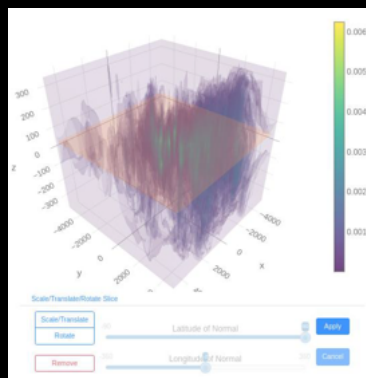 0.006
300
200
0.005
100
z
0
0.004
−100
−200
0.003
−300
−4000
−4000
0.002
−2000
−2000
0
0
y
x
2000
2000
0.001
Scale/Translate/Rotate Slice
Scale/Translate
Latitude of Normal
Apply
Rotate
Remove
Longitude of Normal
Cancel